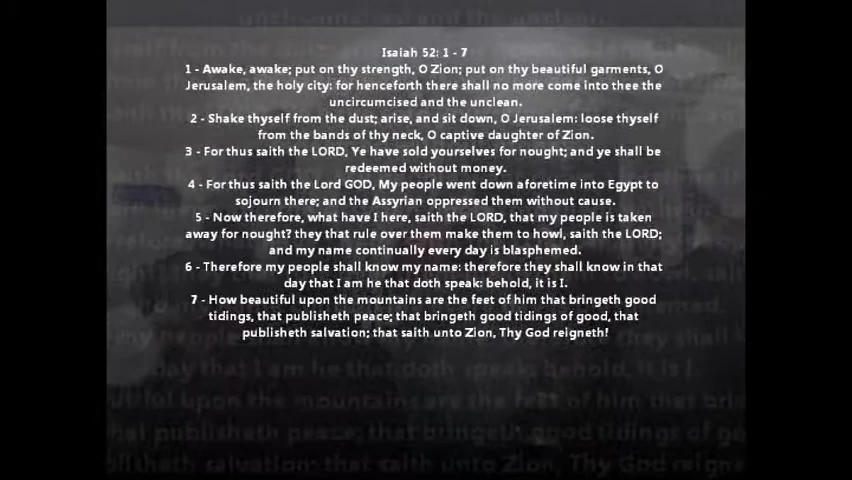 Isaiah 52: 1 - 7
1 - Awake, awake; put on thy strength, O Zion; put on thy beautiful garments, O
Jerusalem, the holy city: for henceforth there shall no more come into thee the
uncircumcised and the unclean.
2 - Shake thyself from the dust; arise, and sit down, O Jerusalem: loose thyself
from the bands of thy neck, O captive daughter of Zion.
3 - For thus saith the LORD, Ye have sold yourselves for nought; and ye shall be
redeemed without money.
4 - For thus saith the Lord GOD, My people went down aforetime into Egypt to
sojourn there; and the Assyrian oppressed them without cause.
5 - Now therefore, what have I here, saith the LORD, that my people is taken
away for nought? they that rule over them make them to howl, saith the LORD;
and my name continually every day is blasphemed.
6 - Therefore my people shall know my name: therefore they shall know in that
day that I am he that doth speak: behold, it is I.
7 - How beautiful upon the mountains are the feet of him that bringeth good
tidings, that publisheth peace; that bringeth good tidings of good, that
publisheth salvation; that saith unto Zion, Thy God reigneth!